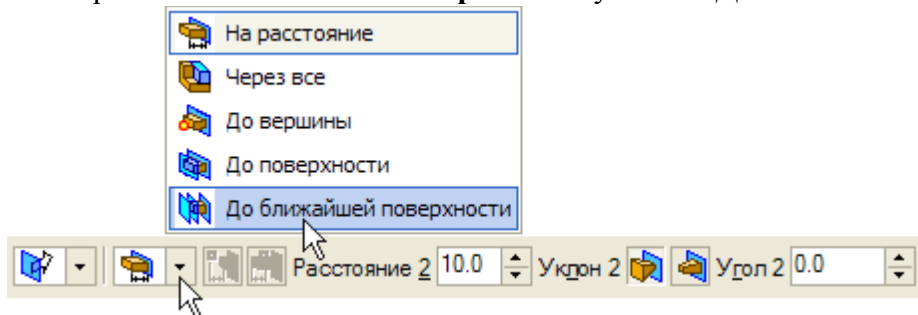 На расстояние
Через все
До вершины
До поверхности
До ближайшей поверхности
Расстояние 2 10.0 Уклон 2 Угол 2 0.0